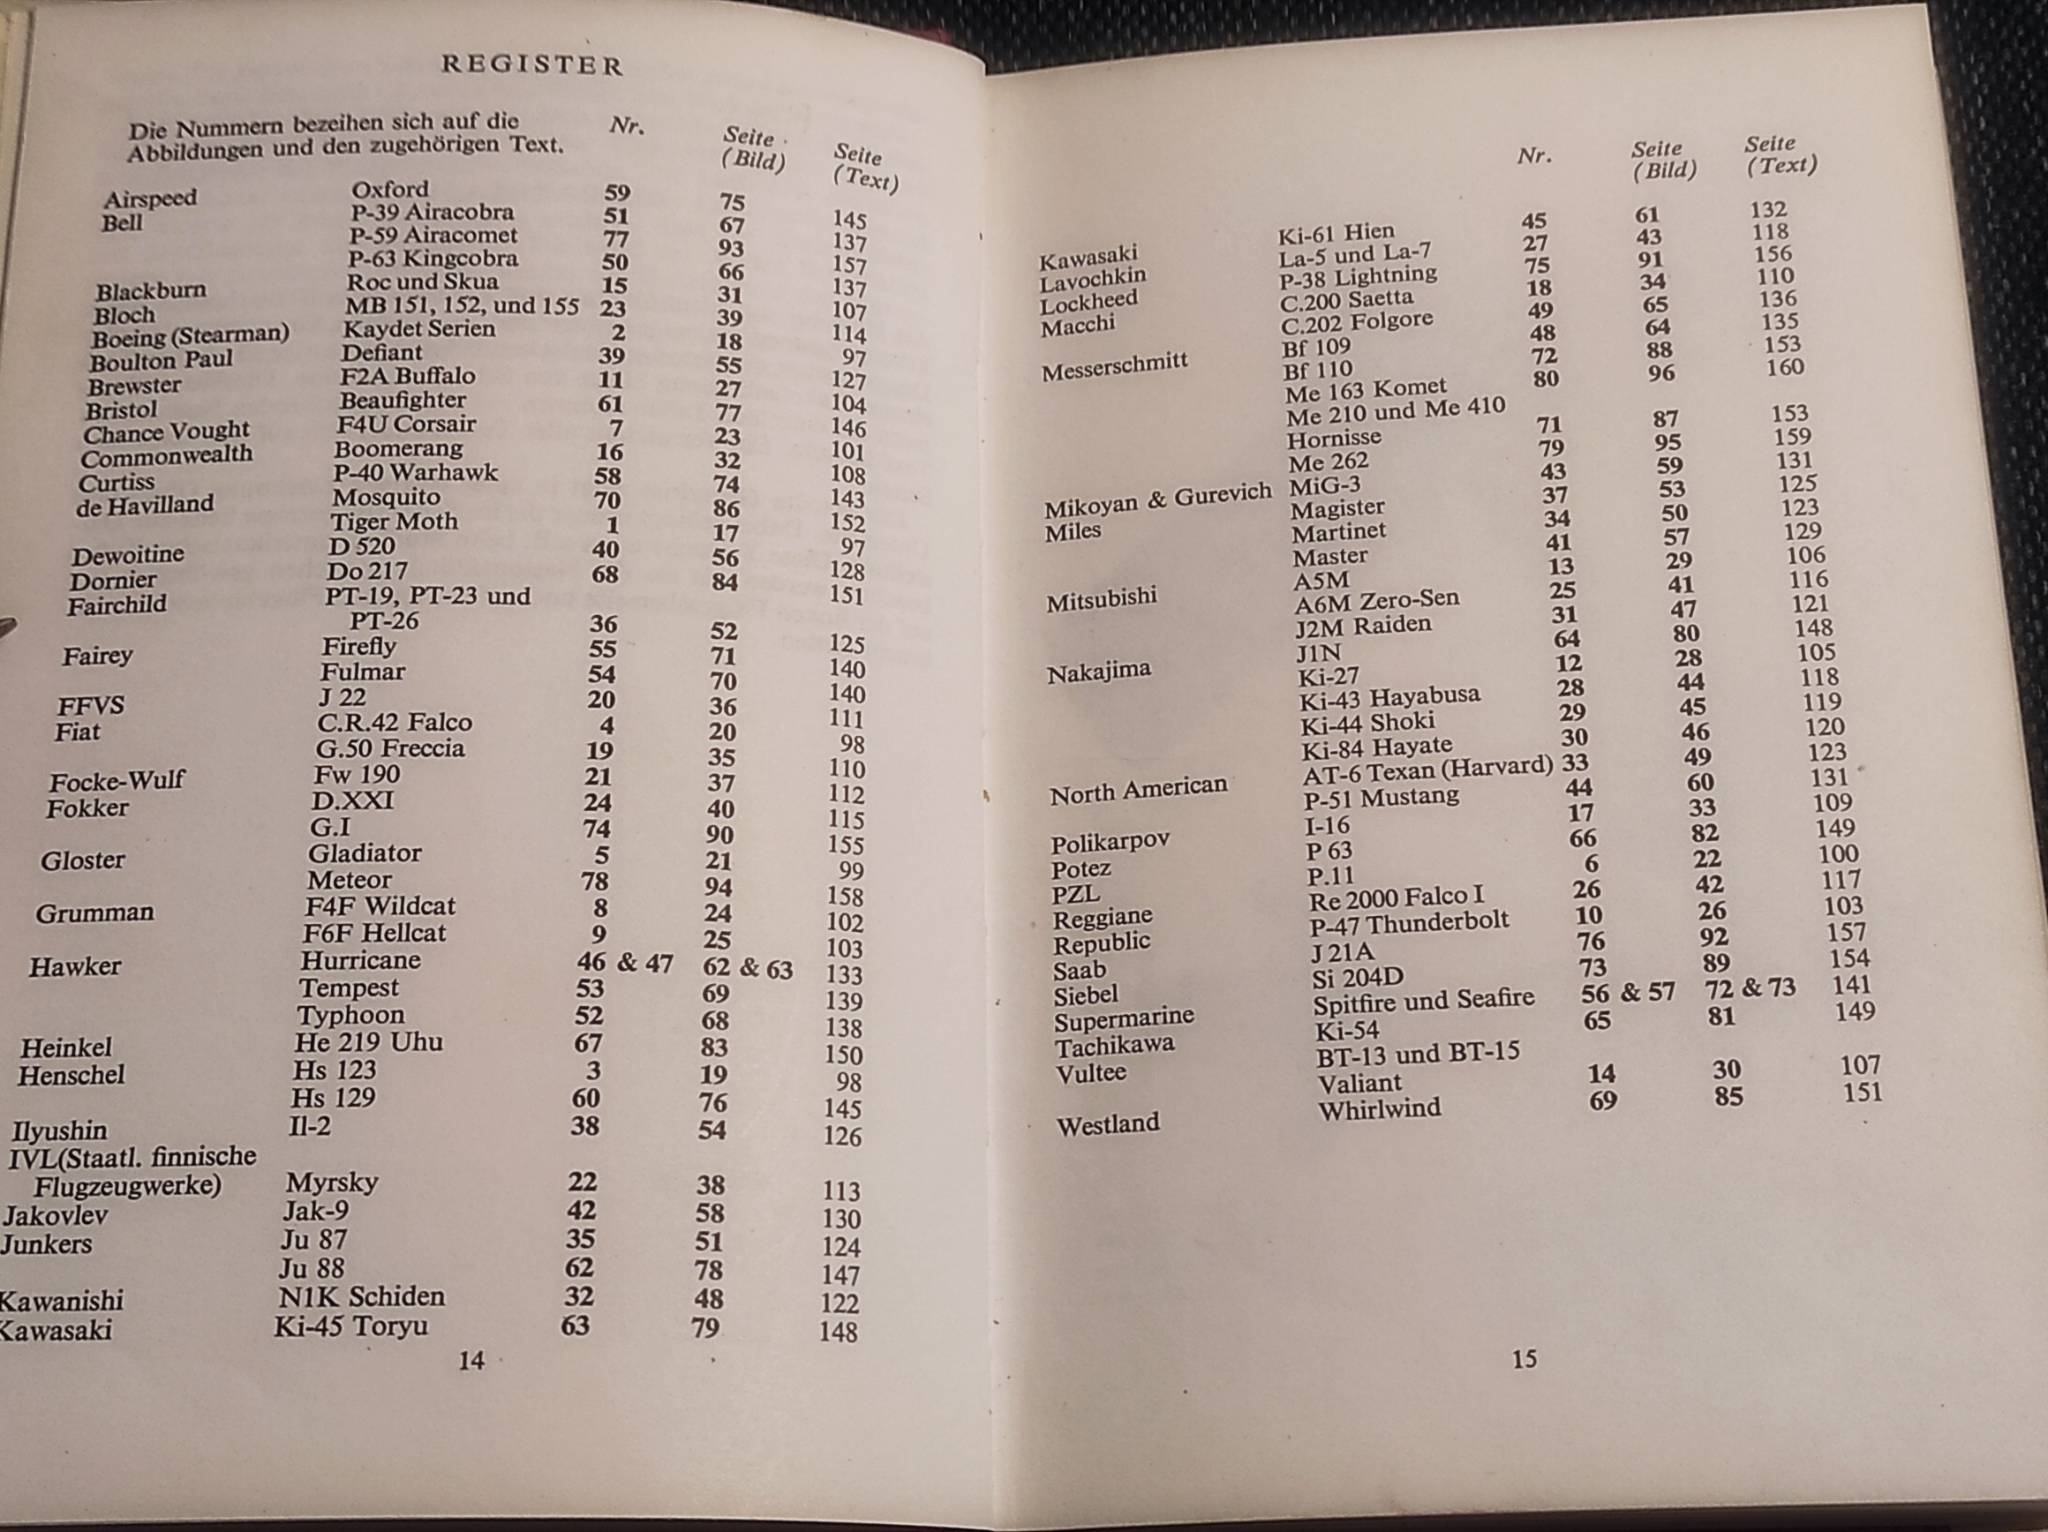 REGISTER
Die Nummern bezeihen sich auf die Nr. Seite Seite
Abbildungen und den zugehörigen Text. (Bild) (Text)
Airspeed Oxford 59 75 145
Bell P-39 Airacobra 51 67 137
P-59 Airacomet 77 93 157
P-63 Kingcobra 50 66 137
Blackburn Roc und Skua 15 31 107
Bloch MB 151, 152, und 155 23 39 114
Boeing (Stearman) Kaydet Serien 2 18 97
Boulton Paul Defiant 39 55 127
Brewster F2A Buffalo 11 27 104
Bristol Beaufighter 61 77 146
Chance Vought F4U Corsair 7 23 101
Commonwealth Boomerang 16 32 108
Curtiss P-40 Warhawk 58 74 143
de Havilland Mosquito 70 86 152
Tiger Moth 1 17 97
Dewoitine D 520 40 56 128
Dornier Do 217 68 84 151
Fairchild PT-19, PT-23 und
PT-26 36 52 125
Fairey Firefly 55 71 140
Fulmar 54 70 140
FFVS J 22 20 36 111
Fiat C.R.42 Falco 4 20 98
G.50 Freccia 19 35 110
Focke-Wulf Fw 190 21 37 112
Fokker D.XXI 24 40 115
G.I 74 90 155
Gloster Gladiator 5 21 99
Meteor 78 94 158
Grumman F4F Wildcat 8 24 102
F6F Hellcat 9 25 103
Hawker Hurricane 46 & 47 62 & 63 133
Tempest 53 69 139
Typhoon 52 68 138
Heinkel He 219 Uhu 67 83 150
Henschel Hs 123 3 19 98
Hs 129 60 76 145
Ilyushin Il-2 38 54 126
IVL(Staatl. finnische
Flugzeugwerke) Myrsky 22 38 113
Jakovlev Jak-9 42 58 130
Junkers Ju 87 35 51 124
Ju 88 62 78 147
Kawanishi N1K Schiden 32 48 122
Kawasaki Ki-45 Toryu 63 79 148
14
Nr. Seite Seite
(Bild) (Text)
Kawasaki Ki-61 Hien 45 61 132
Lavochkin La-5 und La-7 27 43 118
Lockheed P-38 Lightning 75 91 156
Macchi C.200 Saetta 18 34 110
C.202 Folgore 49 65 136
Messerschmitt Bf 109 48 64 135
Bf 110 72 88 153
Me 163 Komet 80 96 160
Me 210 und Me 410
Hornisse 71 87 153
Me 262 79 95 159
Mikoyan & Gurevich MiG-3 43 59 131
Miles Magister 37 53 125
Martinet 34 50 123
Master 41 57 129
Mitsubishi A5M 13 29 106
A6M Zero-Sen 25 41 116
J2M Raiden 31 47 121
Nakajima J1N 64 80 148
Ki-27 12 28 105
Ki-43 Hayabusa 28 44 118
Ki-44 Shoki 29 45 119
Ki-84 Hayate 30 46 120
North American AT-6 Texan (Harvard) 33 49 123
P-51 Mustang 44 60 131
Polikarpov I-16 17 33 109
Potez P 63 66 82 149
PZL P.11 6 22 100
Reggiane Re 2000 Falco I 26 42 117
Republic P-47 Thunderbolt 10 26 103
Saab J 21A 76 92 157
Siebel Si 204D 73 89 154
Supermarine Spitfire und Seafire 56 & 57 72 & 73 141
Tachikawa Ki-54 65 81 149
Vultee BT-13 und BT-15
Valiant 14 30 107
Westland Whirlwind 69 85 151
15